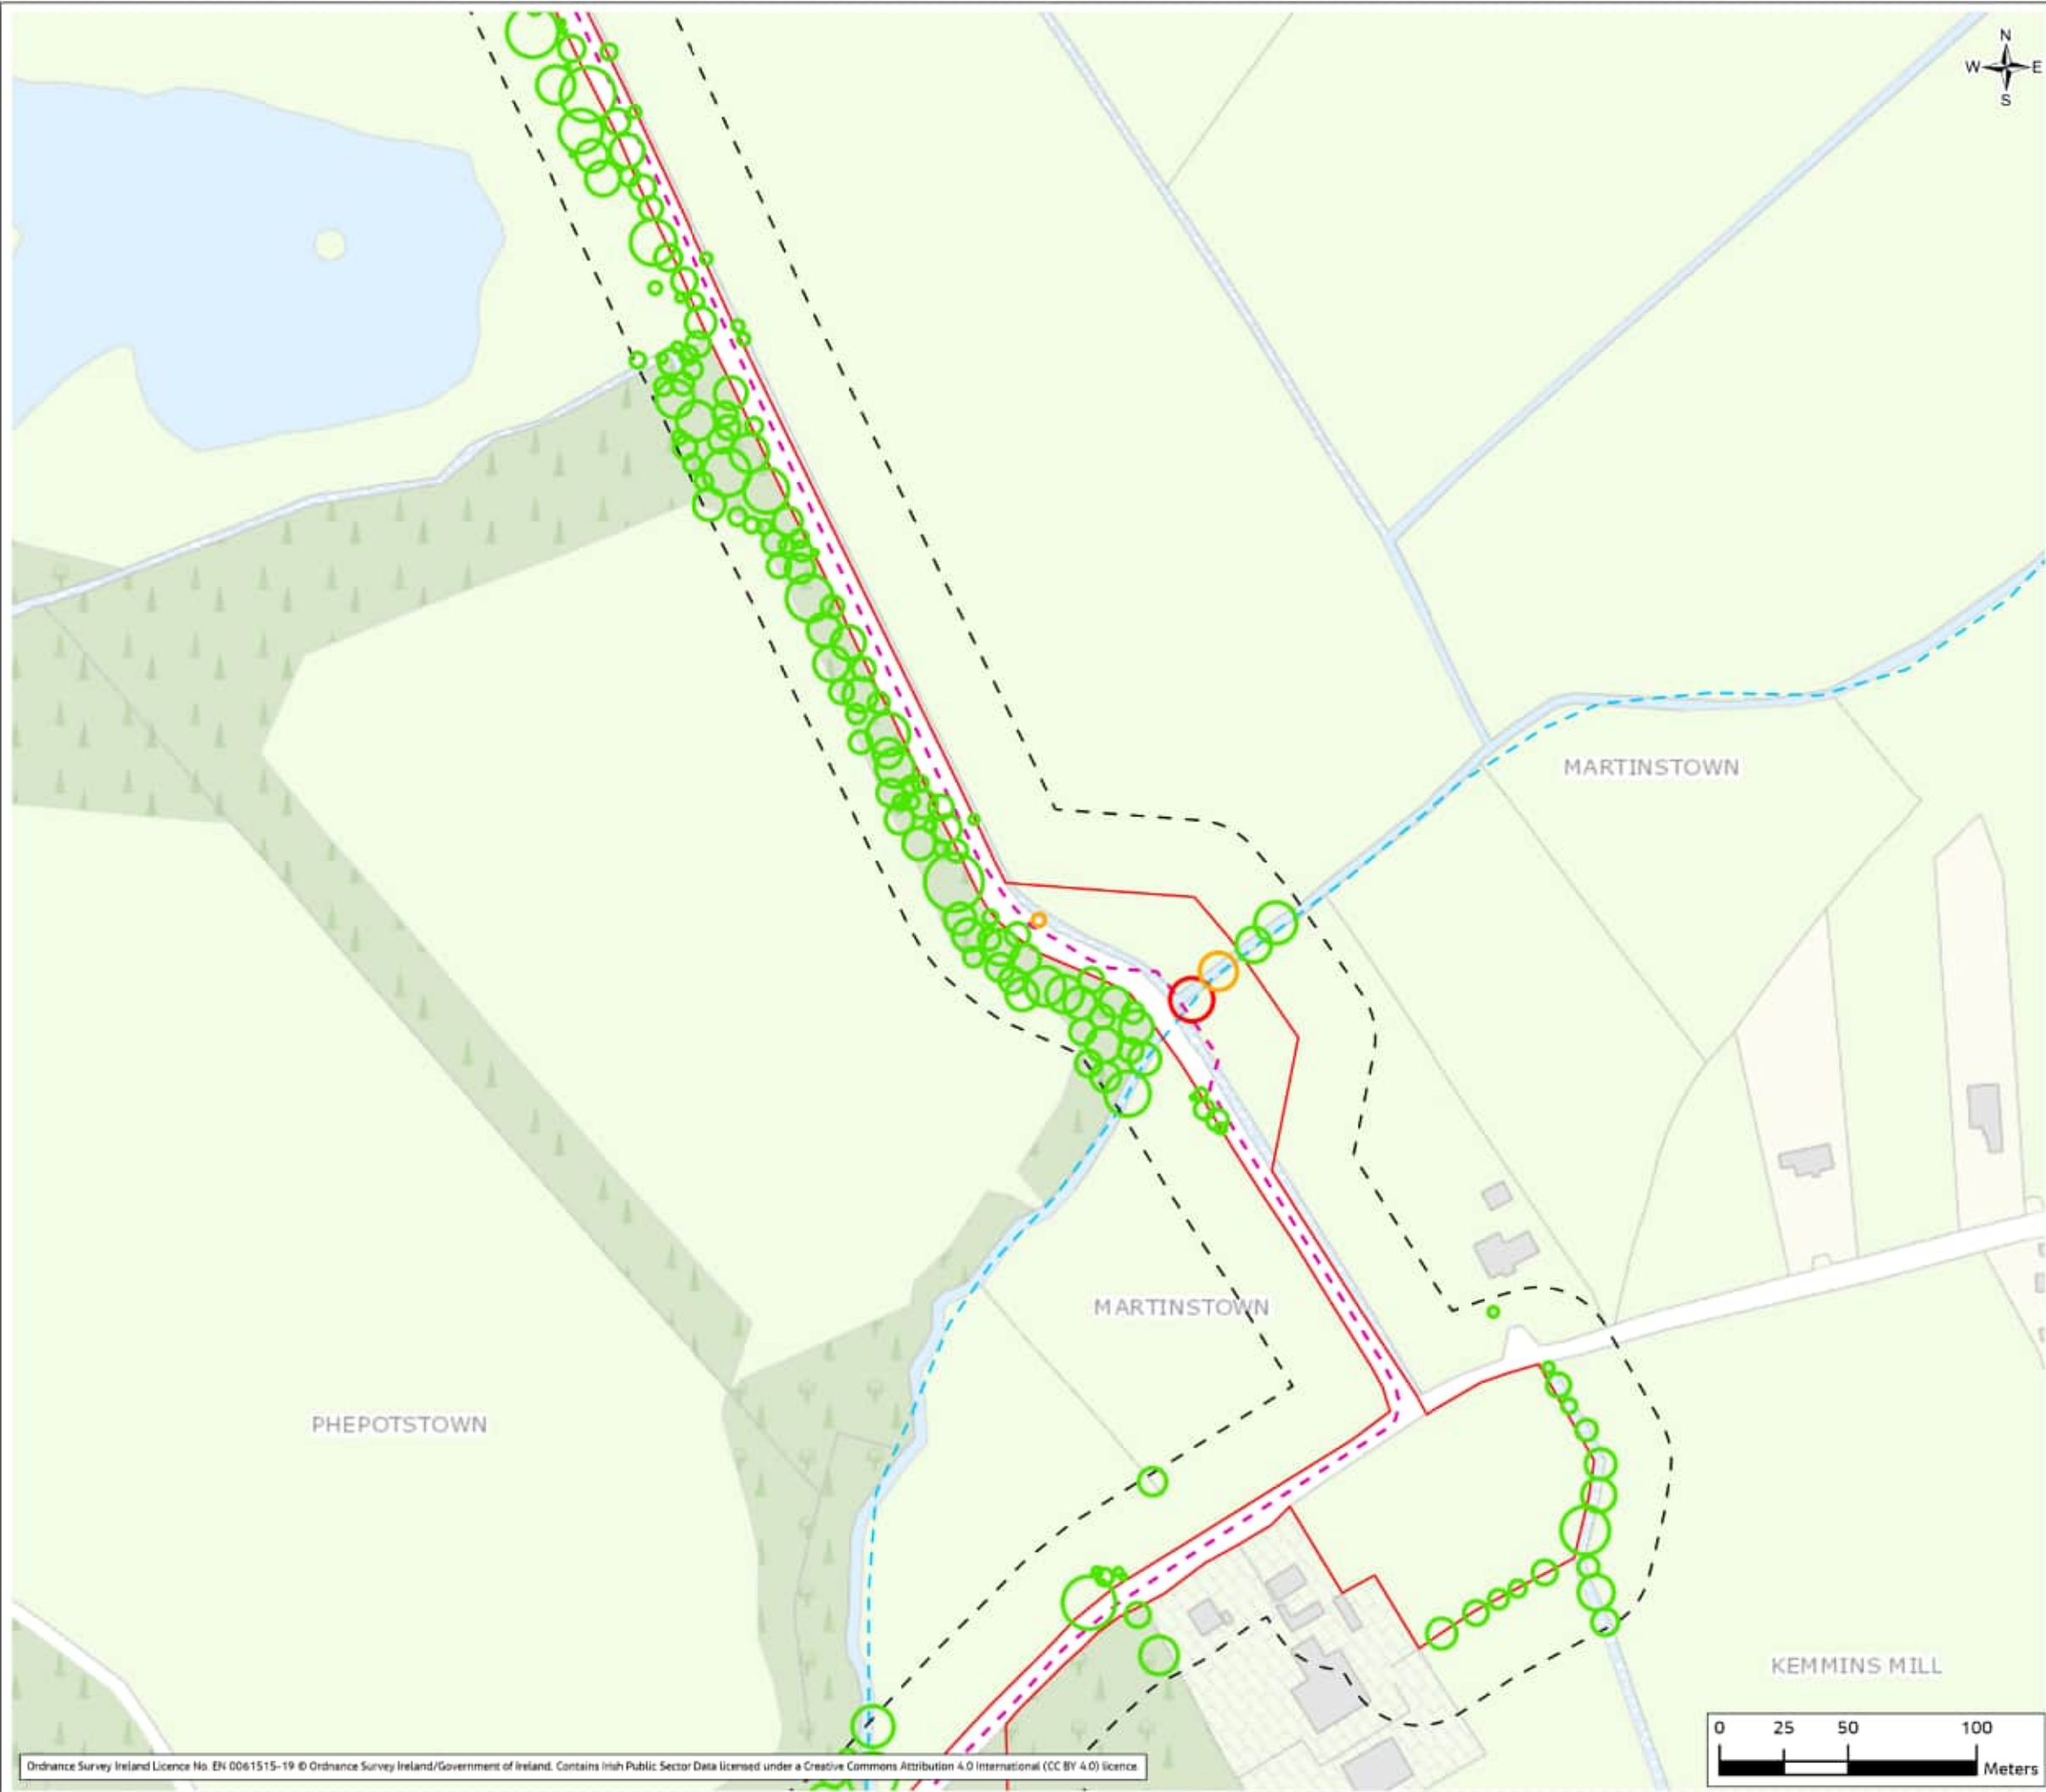 N
W E
S
MARTINSTOWN
MARTINSTOWN
PHEPOTSTOWN
KEMMINS MILL
0 25 50 100
Meters
Ordnance Survey Ireland Licence No. EN 0061515-19 © Ordnance Survey Ireland/Government of Ireland. Contains Irish Public Sector Data licensed under a Creative Commons Attribution 4.0 International (CC BY 4.0) licence.